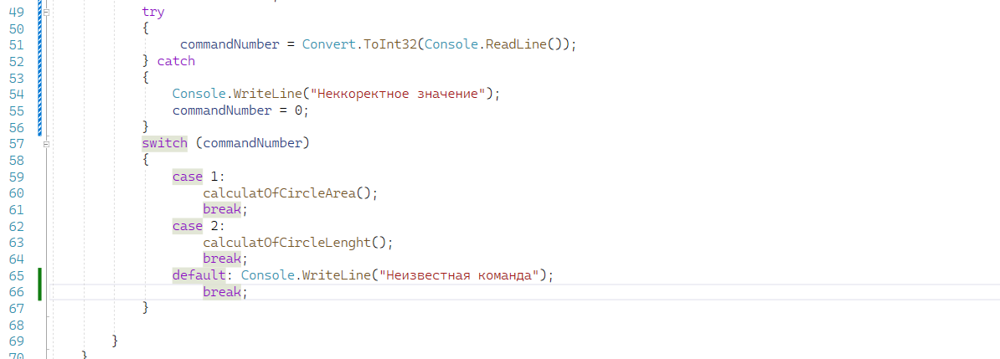 49 try
50 {
51 commandNumber = Convert.ToInt32(Console.ReadLine());
52 } catch
53 {
54 Console.WriteLine("Неккоректное значение");
55 commandNumber = 0;
56 }
57 switch (commandNumber)
58 {
59 case 1:
60 calculatOfCircleArea();
61 break;
62 case 2:
63 calculatOfCircleLenght();
64 break;
65 default: Console.WriteLine("Неизвестная команда");
66 break;
67 }
68
69 }
70 }